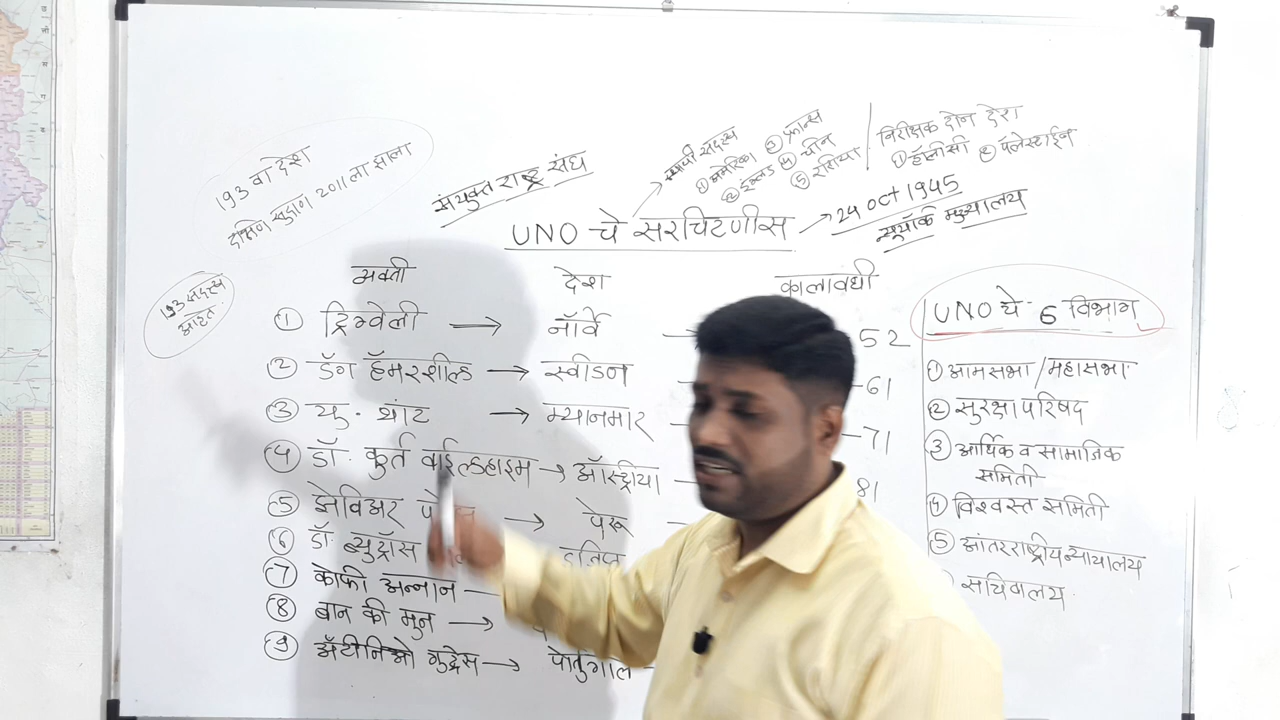 193 वा देश
दक्षिण सुदान 2011 ला झाला
193 सदस्य
आहेत
संयुक्त राष्ट्र संघ
स्थायी सदस्य
① अमेरिका ③ फ्रान्स
② इंग्लंड ④ चीन
⑤ रशिया
निरीक्षक दोन देश
① हॉलीसी ② पॅलेस्टाईन
UNO चे सरचिटणीस → 24 OCT 1945
न्यूयॉर्क मुख्यालय
व्यक्ती देश कालावधी
① ट्रिग्वेली → नॉर्वे 52
② डॅग हॅमरशील्ड → स्वीडन -61
③ यु. थांट → म्यानमार -71
④ डॉ. कुर्त वाईल्डहाइम → ऑस्ट्रीया 81
⑤ झेविअर → पेरू
⑥ डॉ. ब्युट्रॉस
⑦ कोफी अन्नान
⑧ बान की मुन →
⑨ अँटोनिओ गुट्रेस → पोर्तुगाल
UNO चे 6 विभाग
① आमसभा/महासभा
② सुरक्षा परिषद
③ आर्थिक व सामाजिक
समिती
④ विश्वस्त समिती
⑤ आंतरराष्ट्रीय न्यायालय
सचिवालय.